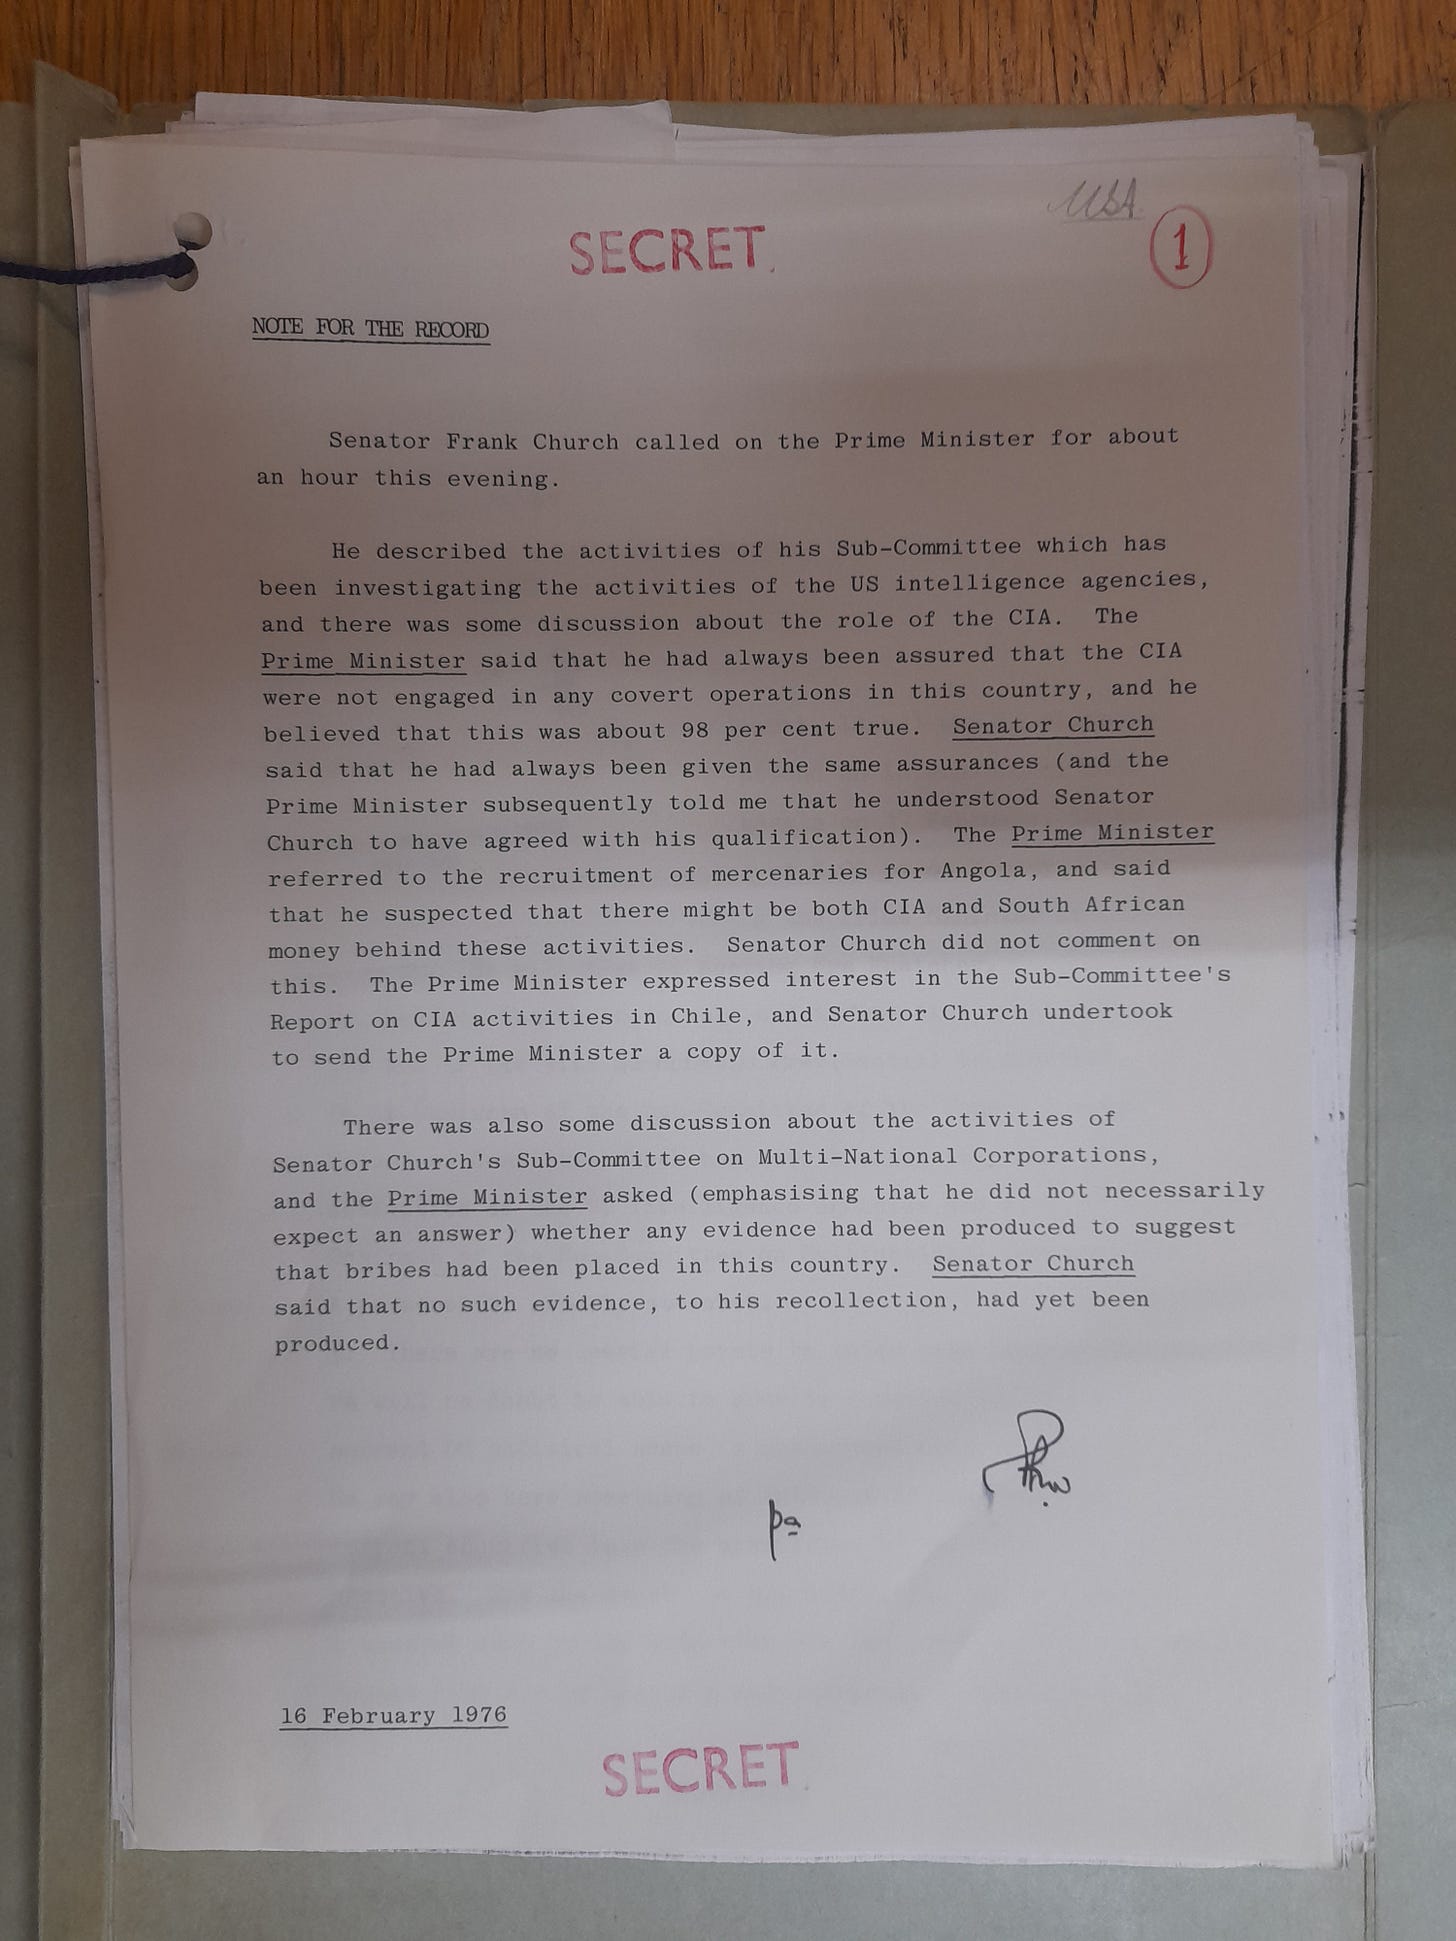 USA
SECRET
1
NOTE FOR THE RECORD
Senator Frank Church called on the Prime Minister for about
an hour this evening.
He described the activities of his Sub-Committee which has
been investigating the activities of the US intelligence agencies,
and there was some discussion about the role of the CIA. The
Prime Minister said that he had always been assured that the CIA
were not engaged in any covert operations in this country, and he
believed that this was about 98 per cent true. Senator Church
said that he had always been given the same assurances (and the
Prime Minister subsequently told me that he understood Senator
Church to have agreed with his qualification). The Prime Minister
referred to the recruitment of mercenaries for Angola, and said
that he suspected that there might be both CIA and South African
money behind these activities. Senator Church did not comment on
this. The Prime Minister expressed interest in the Sub-Committee's
Report on CIA activities in Chile, and Senator Church undertook
to send the Prime Minister a copy of it.
There was also some discussion about the activities of
Senator Church's Sub-Committee on Multi-National Corporations,
and the Prime Minister asked (emphasising that he did not necessarily
expect an answer) whether any evidence had been produced to suggest
that bribes had been placed in this country. Senator Church
said that no such evidence, to his recollection, had yet been
produced.
pa
16 February 1976
SECRET